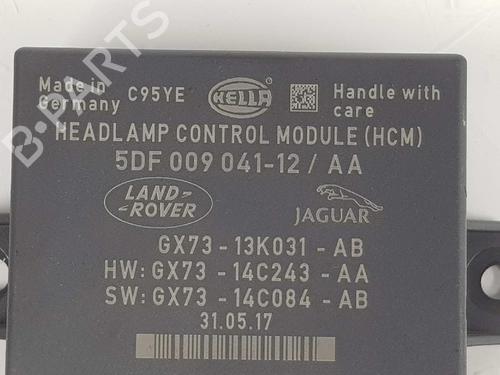 Made in
Germany
C95YE
HELLA
Handle with
care
HEADLAMP CONTROL MODULE (HCM)
5DF 009 041-12 / AA
LAND-
-ROVER
JAGUAR
GX73 - 13K031 - AB
HW: GX73 - 14C243 - AA
SW: GX73 - 14C084 - AB
31.05.17